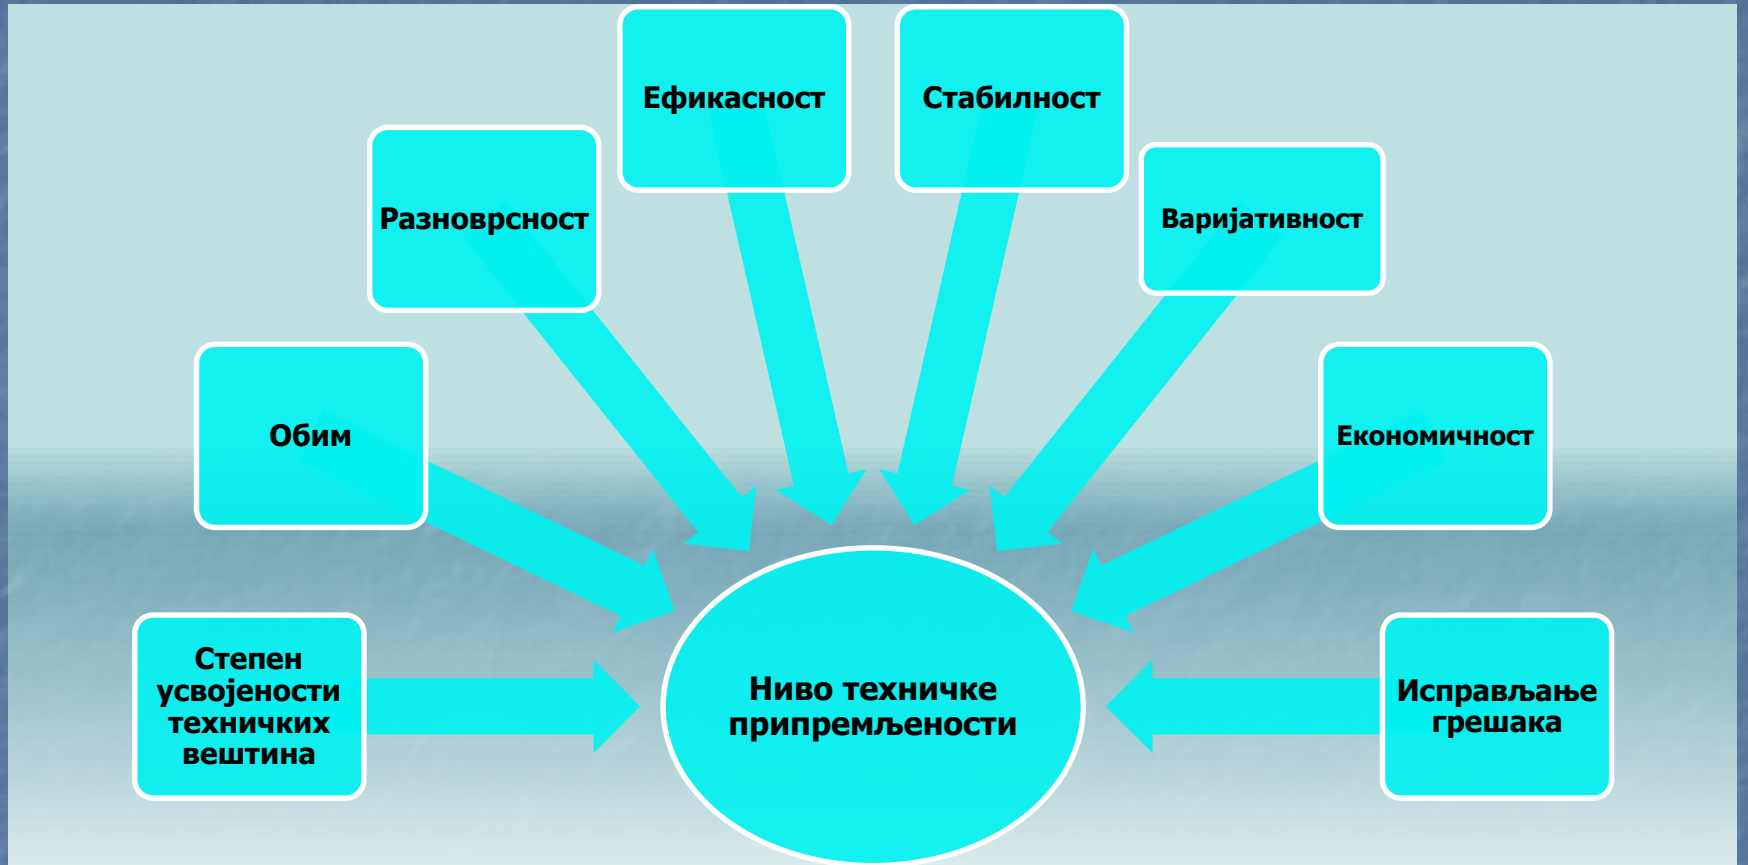 Ефикасност
Стабилност
Разноврсност
Варијативност
Обим
Економичност
Степен
усвојености
техничких
вештина
Ниво техничке
припремљености
Исправљање
грешака